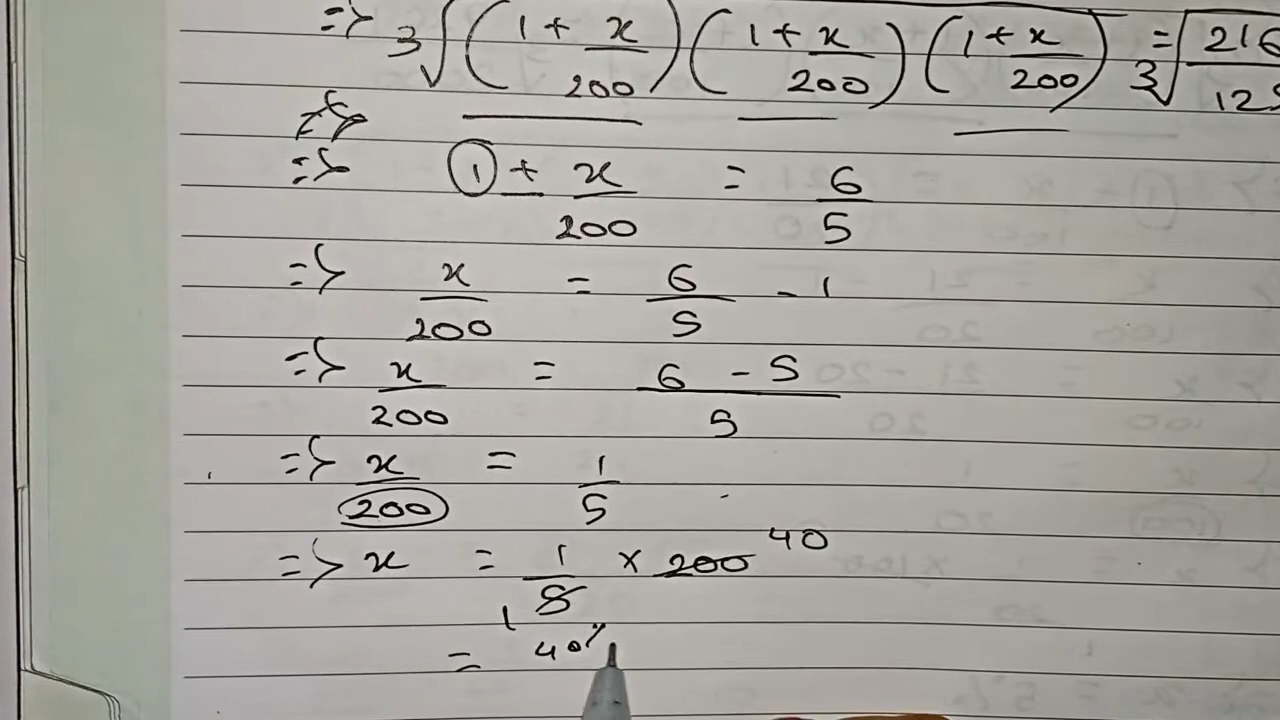 => 3√(1 + x/200)(1 + x/200)(1 + x/200) = 3√216/125
=>
=> 1 + x/200 = 6/5
=> x/200 = 6/5 - 1
=> x/200 = 6 - 5/5
=> x/200 = 1/5
=> x = 1/5 × 200 40
1
= 40%